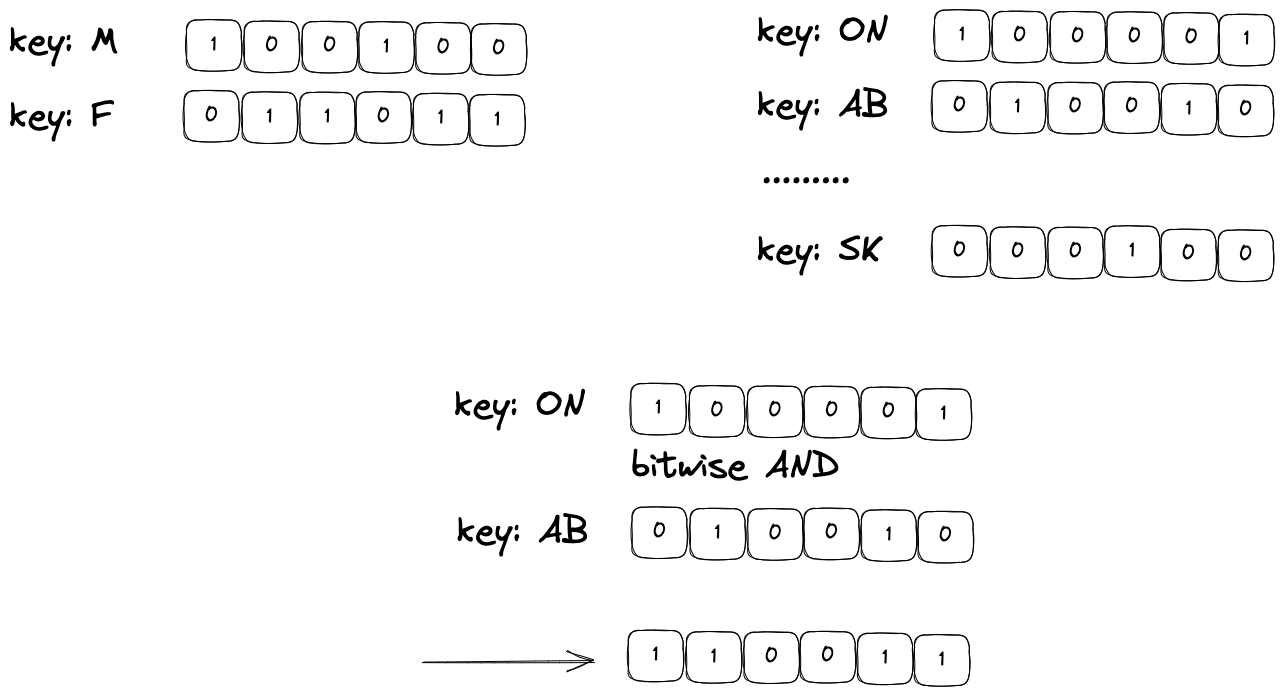 key: M 1 0 0 1 0 0
key: F 0 1 1 0 1 1
key: ON 1 0 0 0 0 1
key: AB 0 1 0 0 1 0
.........
key: SK 0 0 0 1 0 0
key: ON 1 0 0 0 0 1
bitwise AND
key: AB 0 1 0 0 1 0
1 1 0 0 1 1